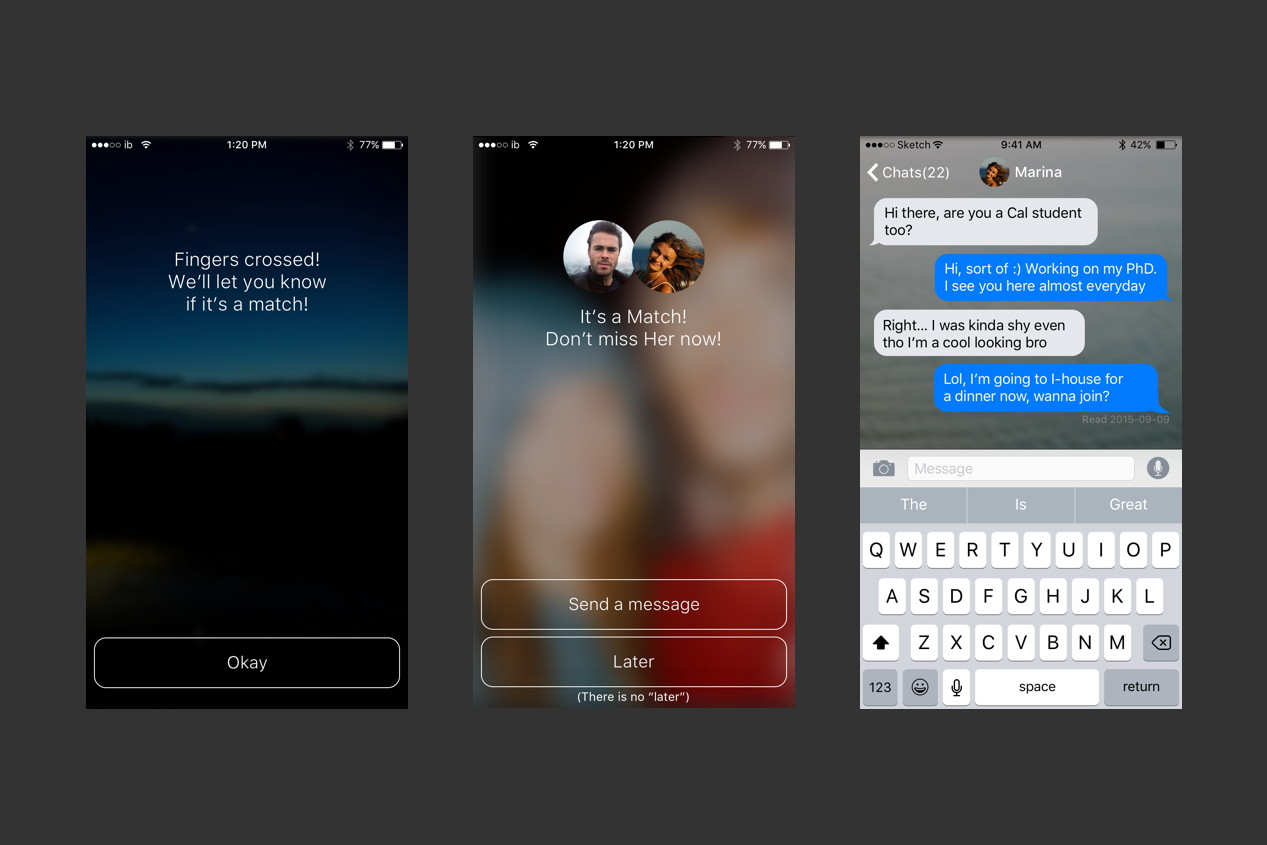 ib 1:20 PM 77%
Fingers crossed!
We'll let you know
if it's a match!
Okay
ib 1:20 PM 77%
It's a Match!
Don't miss Her now!
Send a message
Later
(There is no “later”)
Sketch 9:41 AM 42%
Chats(22) Marina
Hi there, are you a Cal student
too?
Hi, sort of :) Working on my PhD.
I see you here almost everyday
Right... I was kinda shy even
tho I'm a cool looking bro
Lol, I'm going to I-house for
a dinner now, wanna join?
Read 2015-09-09
Message
The Is Great
Q W E R T Y U I O P
A S D F G H J K L
Z X C V B N M
123 space return